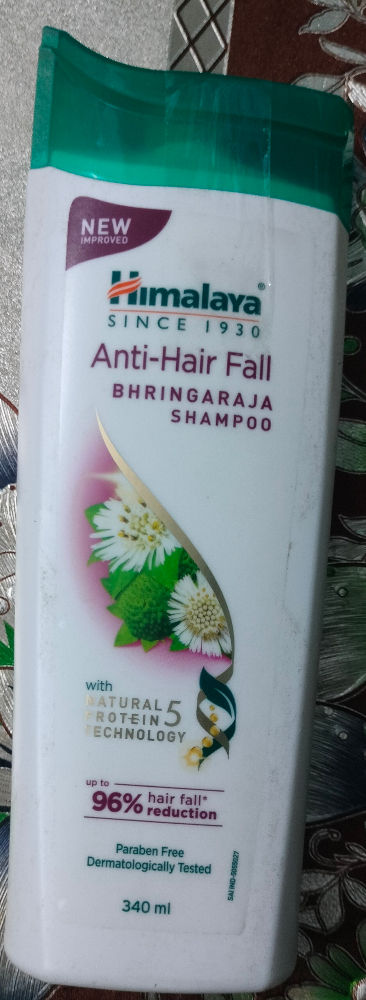 NEW
IMPROVED
Himalaya®
SINCE 1930
Anti-Hair Fall
BHRINGARAJA
SHAMPOO
with
NATURAL
PROTEIN 5
TECHNOLOGY
up to
96% hair fall*
reduction
Paraben Free
Dermatologically Tested
340 ml